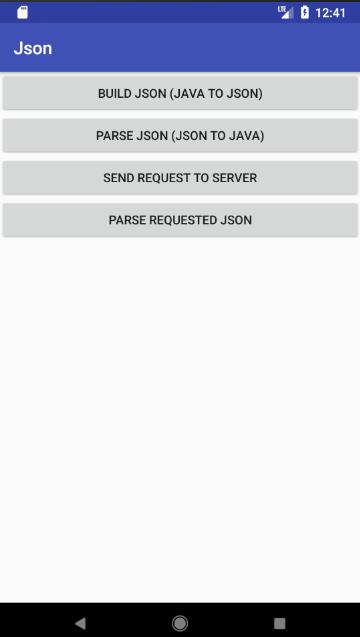 LTE
12:41
Json
BUILD JSON (JAVA TO JSON)
PARSE JSON (JSON TO JAVA)
SEND REQUEST TO SERVER
PARSE REQUESTED JSON